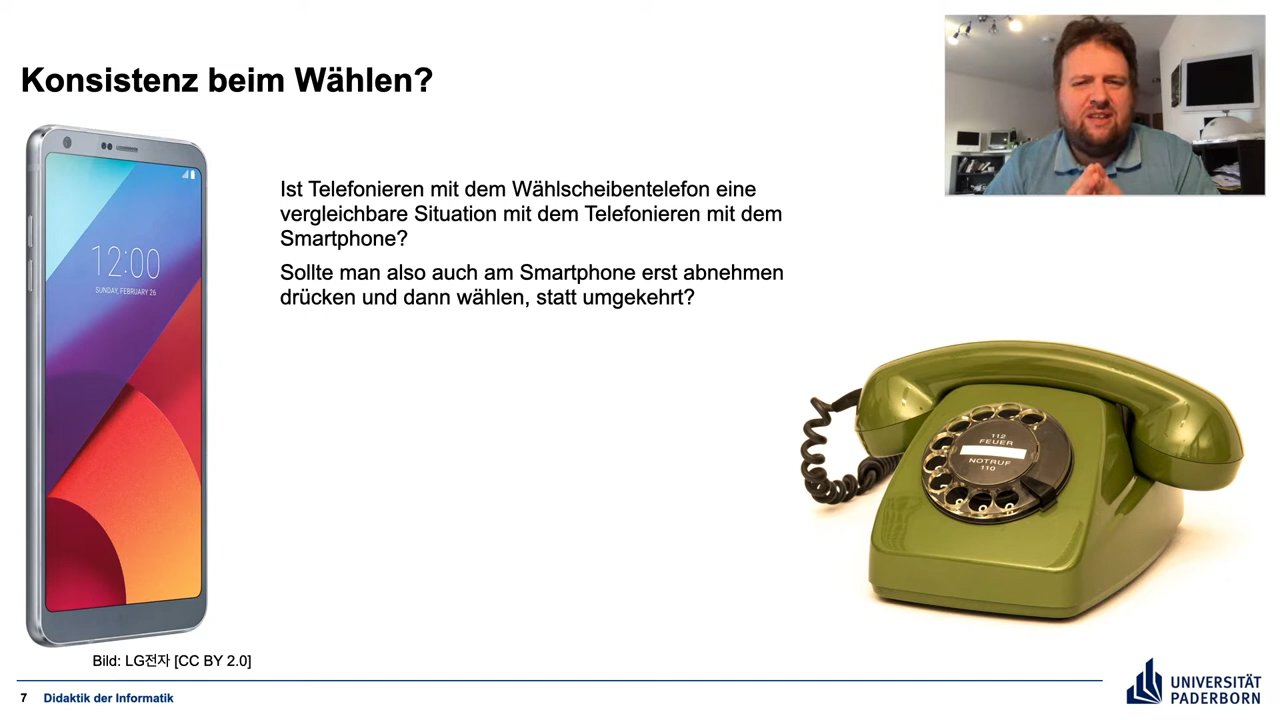 Konsistenz beim Wählen?
12:00
SUNDAY, FEBRUARY 26
Ist Telefonieren mit dem Wählscheibentelefon eine
vergleichbare Situation mit dem Telefonieren mit dem
Smartphone?
Sollte man also auch am Smartphone erst abnehmen
drücken und dann wählen, statt umgekehrt?
112
FEUER
NOTRUF
110
Bild: LG전자 [CC BY 2.0]
7 Didaktik der Informatik
UNIVERSITÄT
PADERBORN